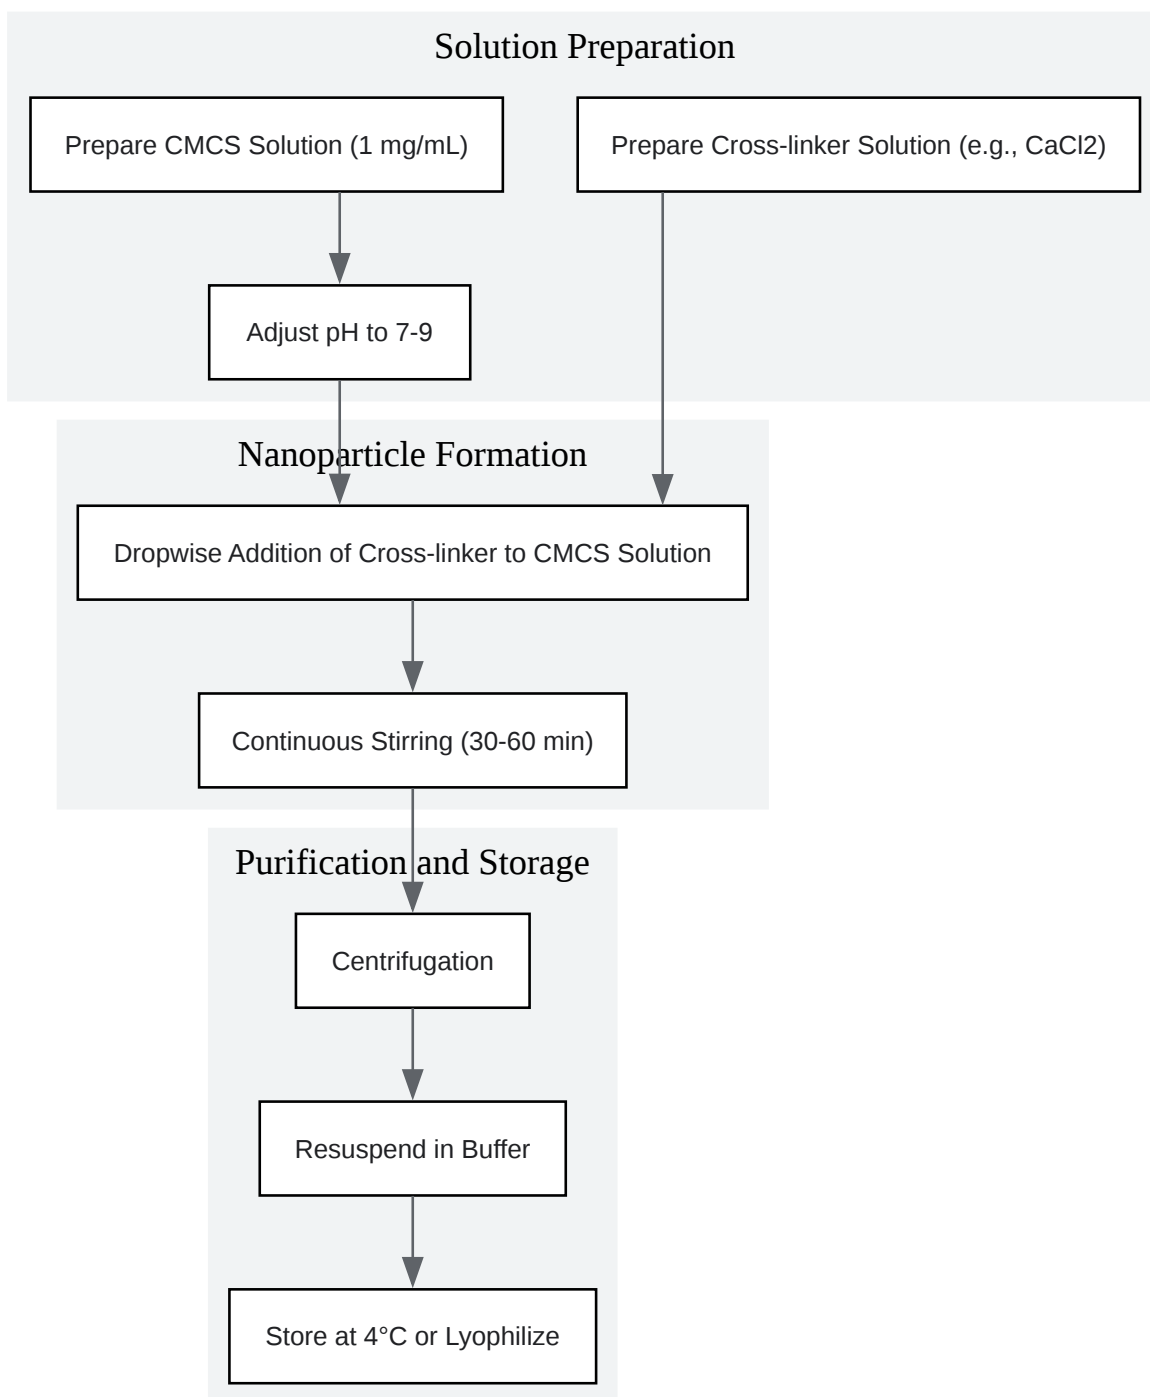 Solution Preparation
Prepare CMCS Solution (1 mg/mL)
Prepare Cross-linker Solution (e.g., CaCl2)
Adjust pH to 7-9
Nanoparticle Formation
Dropwise Addition of Cross-linker to CMCS Solution
Continuous Stirring (30-60 min)
Purification and Storage
Centrifugation
Resuspend in Buffer
Store at 4°C or Lyophilize